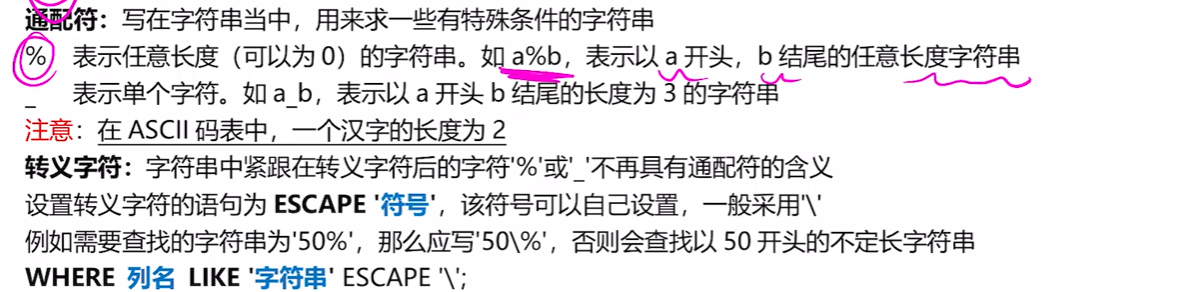 通配符：写在字符串当中，用来求一些有特殊条件的字符串
% 表示任意长度（可以为 0）的字符串。如 a%b，表示以 a 开头，b 结尾的任意长度字符串
_ 表示单个字符。如 a_b，表示以 a 开头 b 结尾的长度为 3 的字符串
注意：在 ASCII 码表中，一个汉字的长度为 2
转义字符：字符串中紧跟在转义字符后的字符'%'或'_'不再具有通配符的含义
设置转义字符的语句为 ESCAPE '符号'，该符号可以自己设置，一般采用'\'
例如需要查找的字符串为'50%'，那么应写'50\%'，否则会查找以 50 开头的不定长字符串
WHERE 列名 LIKE '字符串' ESCAPE '\';